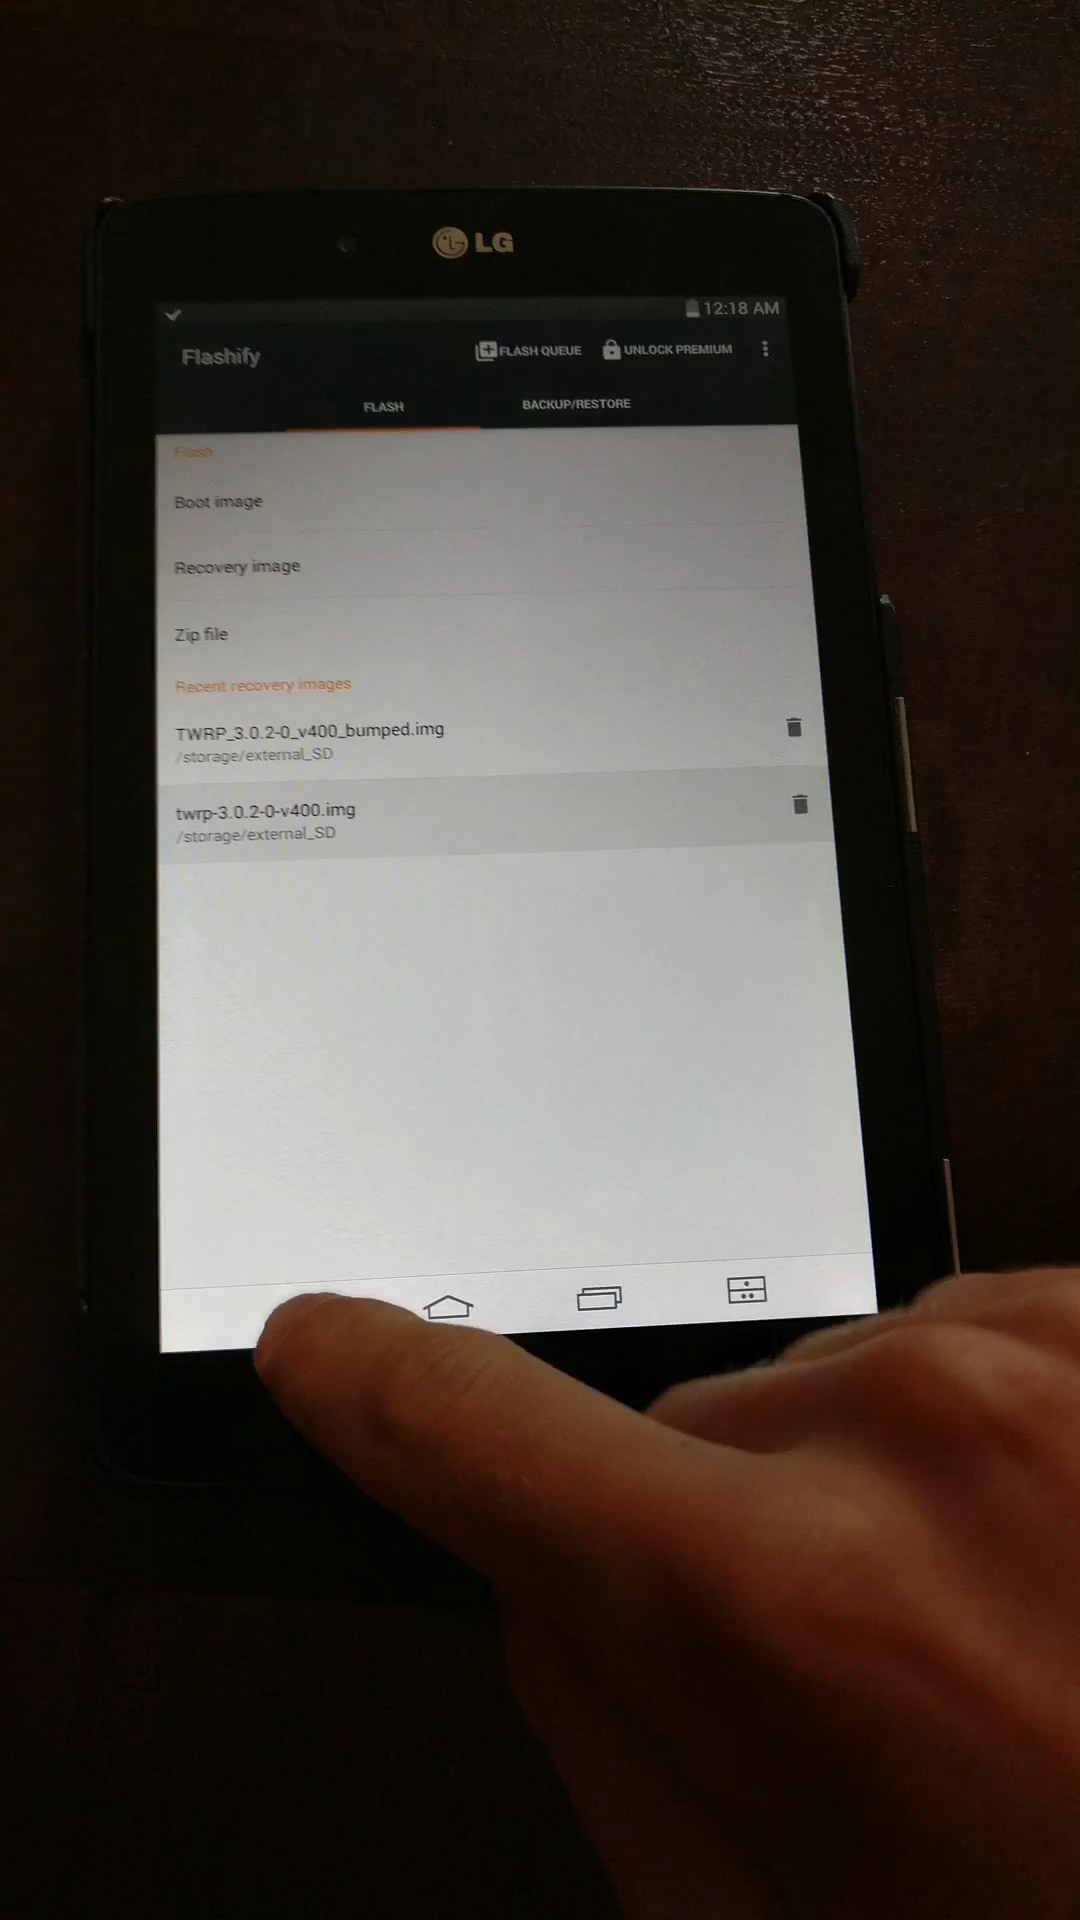 LG
12:18 AM
Flashify
FLASH QUEUE
UNLOCK PREMIUM
FLASH
BACKUP/RESTORE
Flash
Boot image
Recovery image
Zip file
Recent recovery images
TWRP_3.0.2-0_v400_bumped.img
/storage/external_SD
twrp-3.0.2-0-v400.img
/storage/external_SD